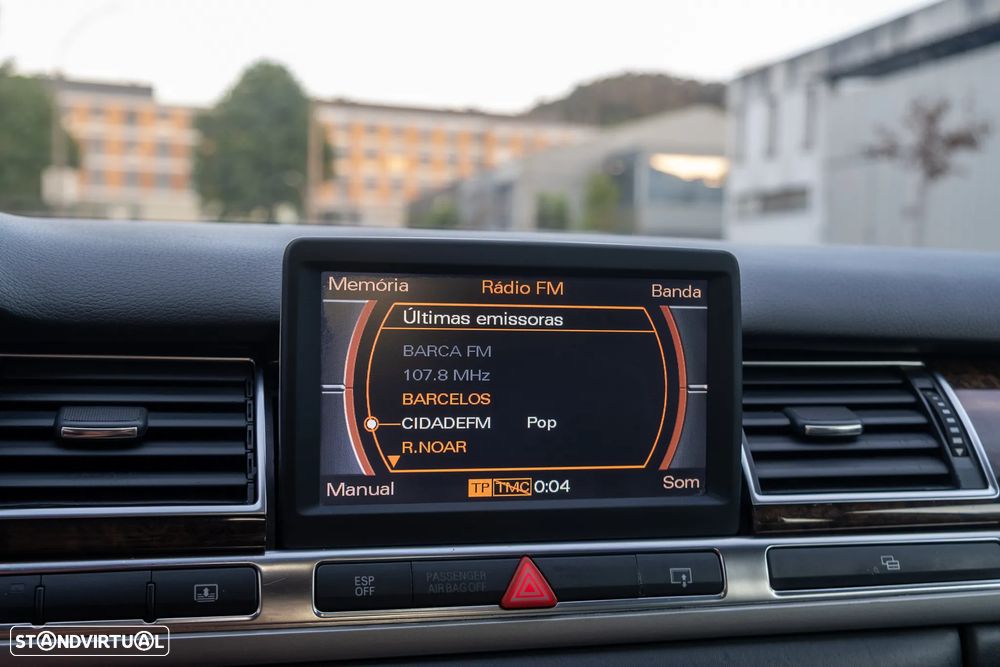 Memória Rádio FM Banda
Últimas emissoras
BARCA FM
107.8 MHz
BARCELOS
CIDADEFM Pop
R.NOAR
Manual TP TMC 0:04 Som
ESP OFF
PASSENGER AIRBAG OFF
STANDVIRTUAL